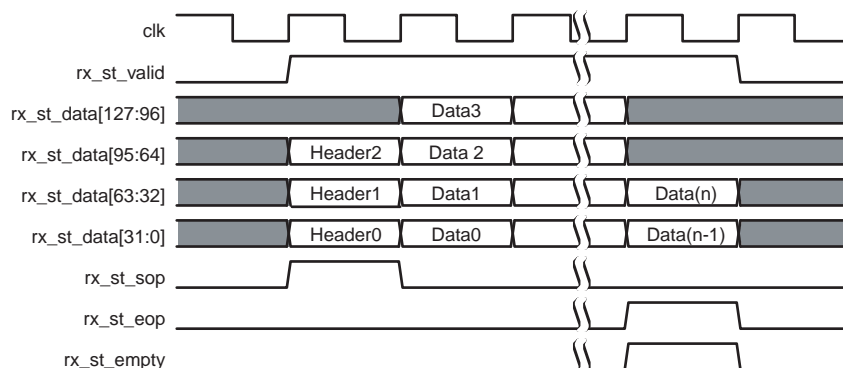 clk
rx_st_valid
rx_st_data[127:96] Data3
rx_st_data[95:64] Header2 Data 2
rx_st_data[63:32] Header1 Data1 Data(n)
rx_st_data[31:0] Header0 Data0 Data(n-1)
rx_st_sop
rx_st_eop
rx_st_empty